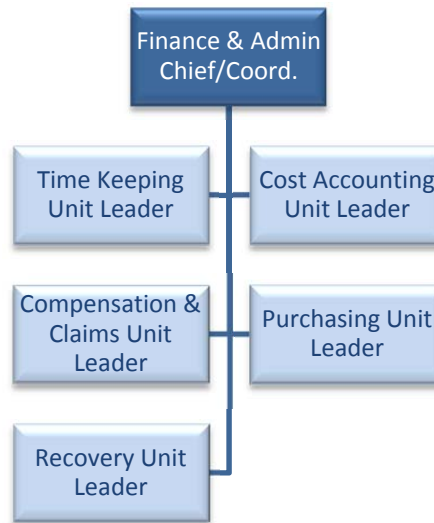 Finance & Admin
Chief/Coord.
Time Keeping
Unit Leader
Cost Accounting
Unit Leader
Compensation &
Claims Unit
Leader
Purchasing Unit
Leader
Recovery Unit
Leader